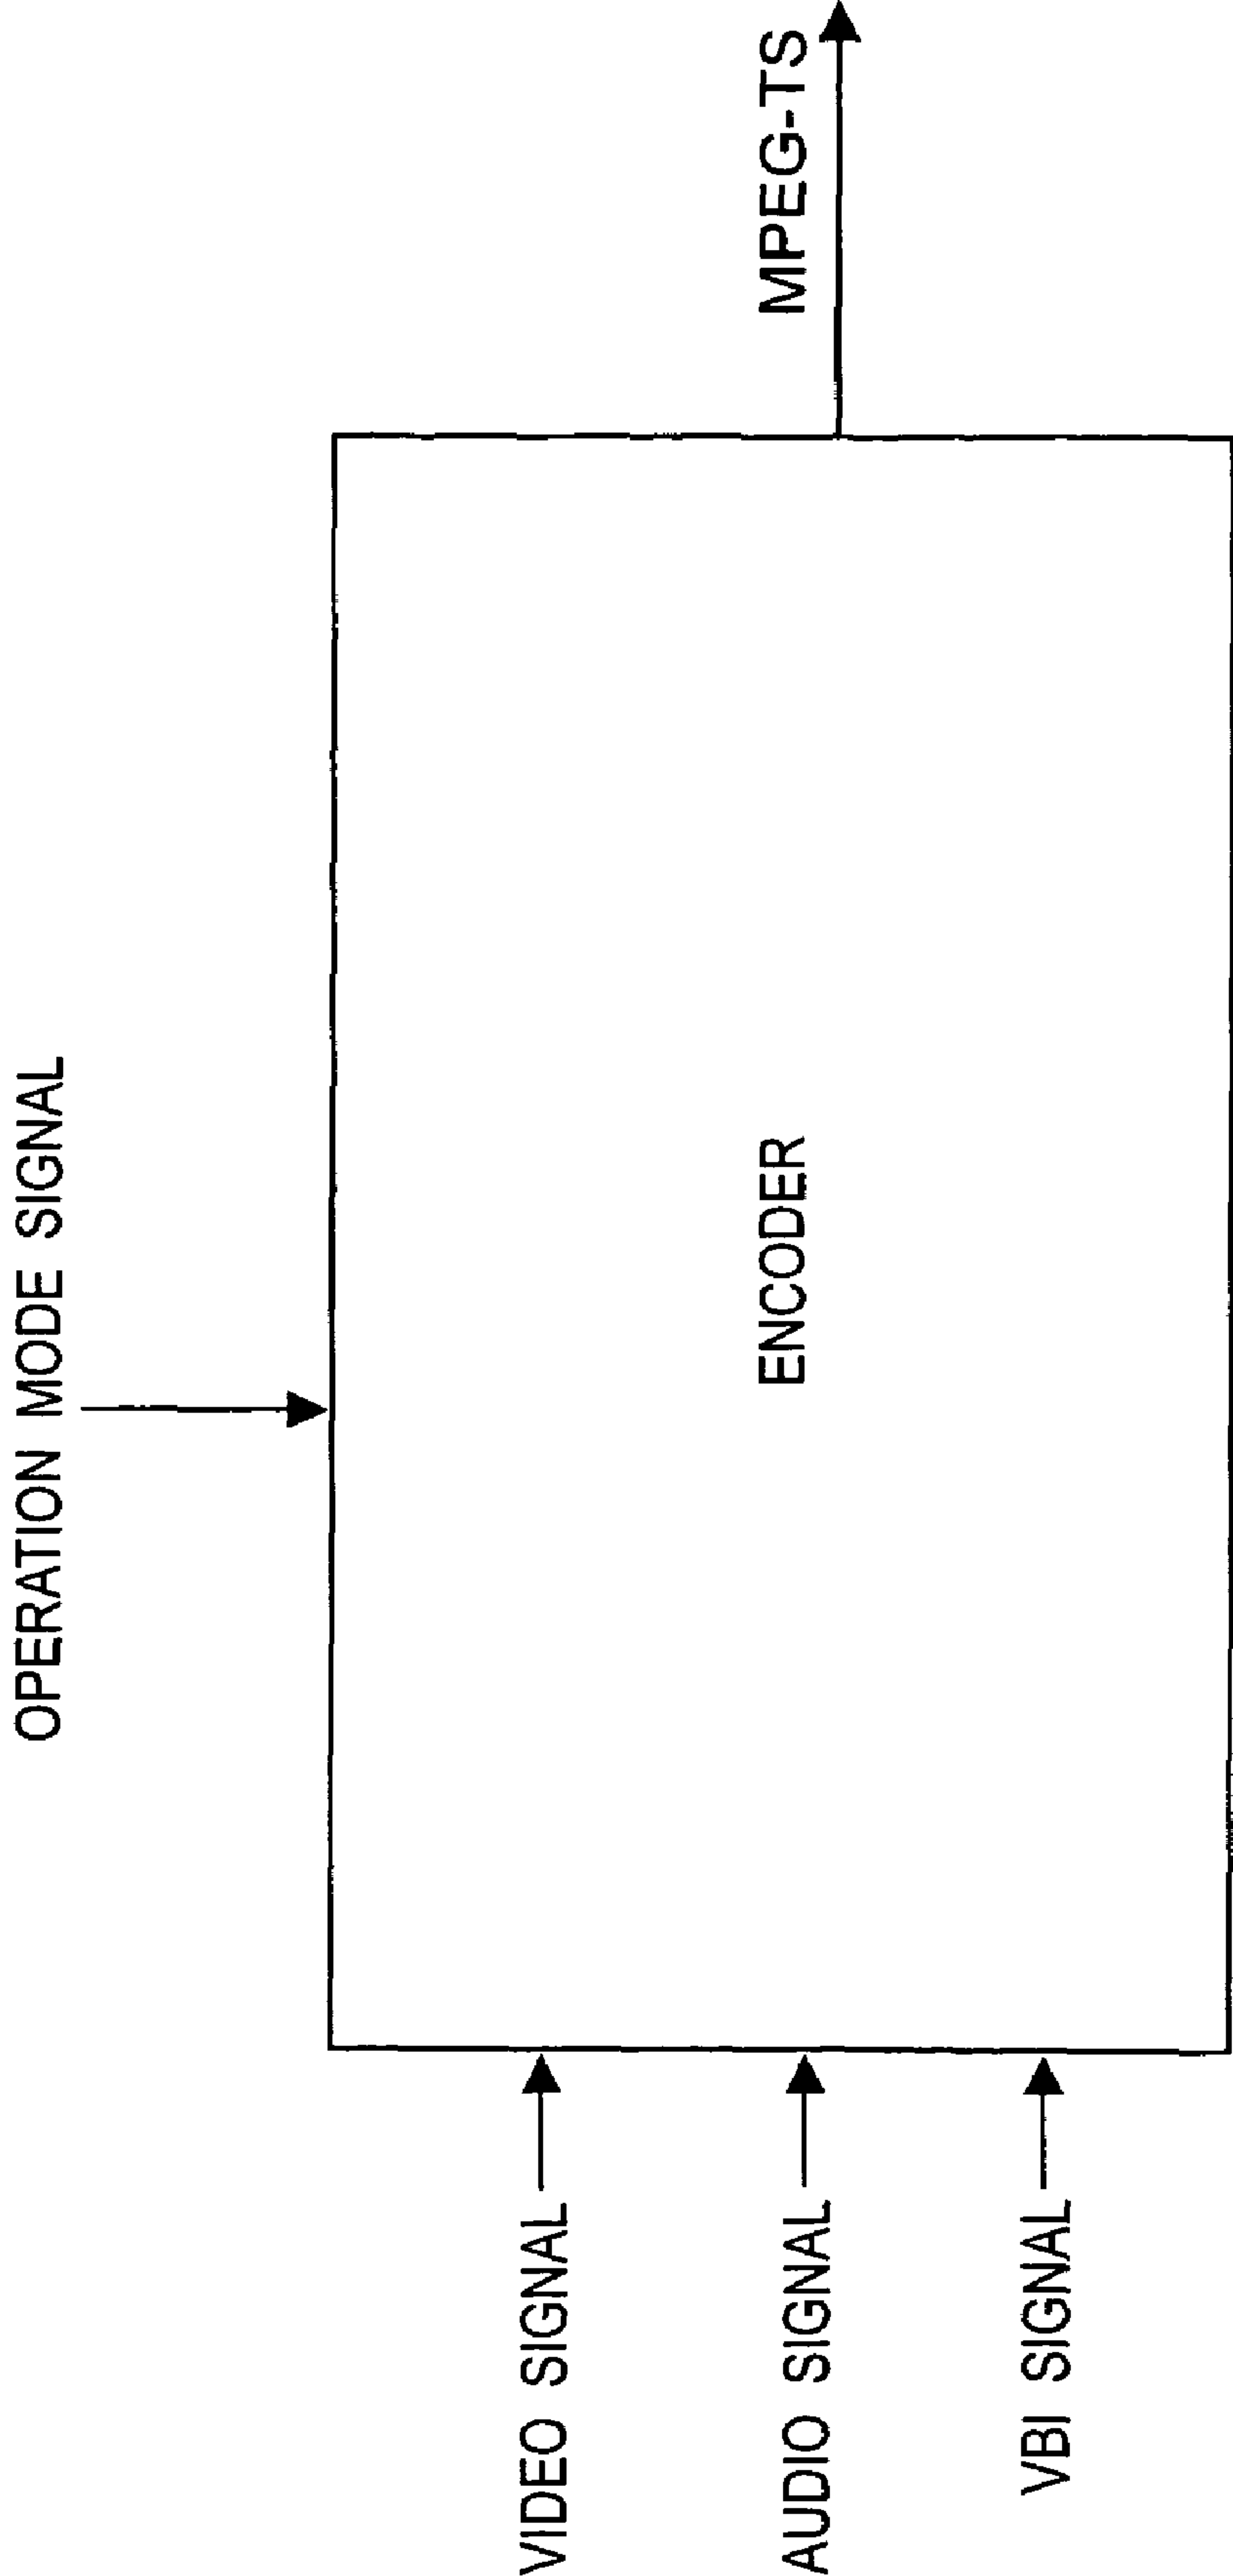 OPERATION MODE SIGNAL
VIDEO SIGNAL
AUDIO SIGNAL
VBI SIGNAL
ENCODER
MPEG-TS